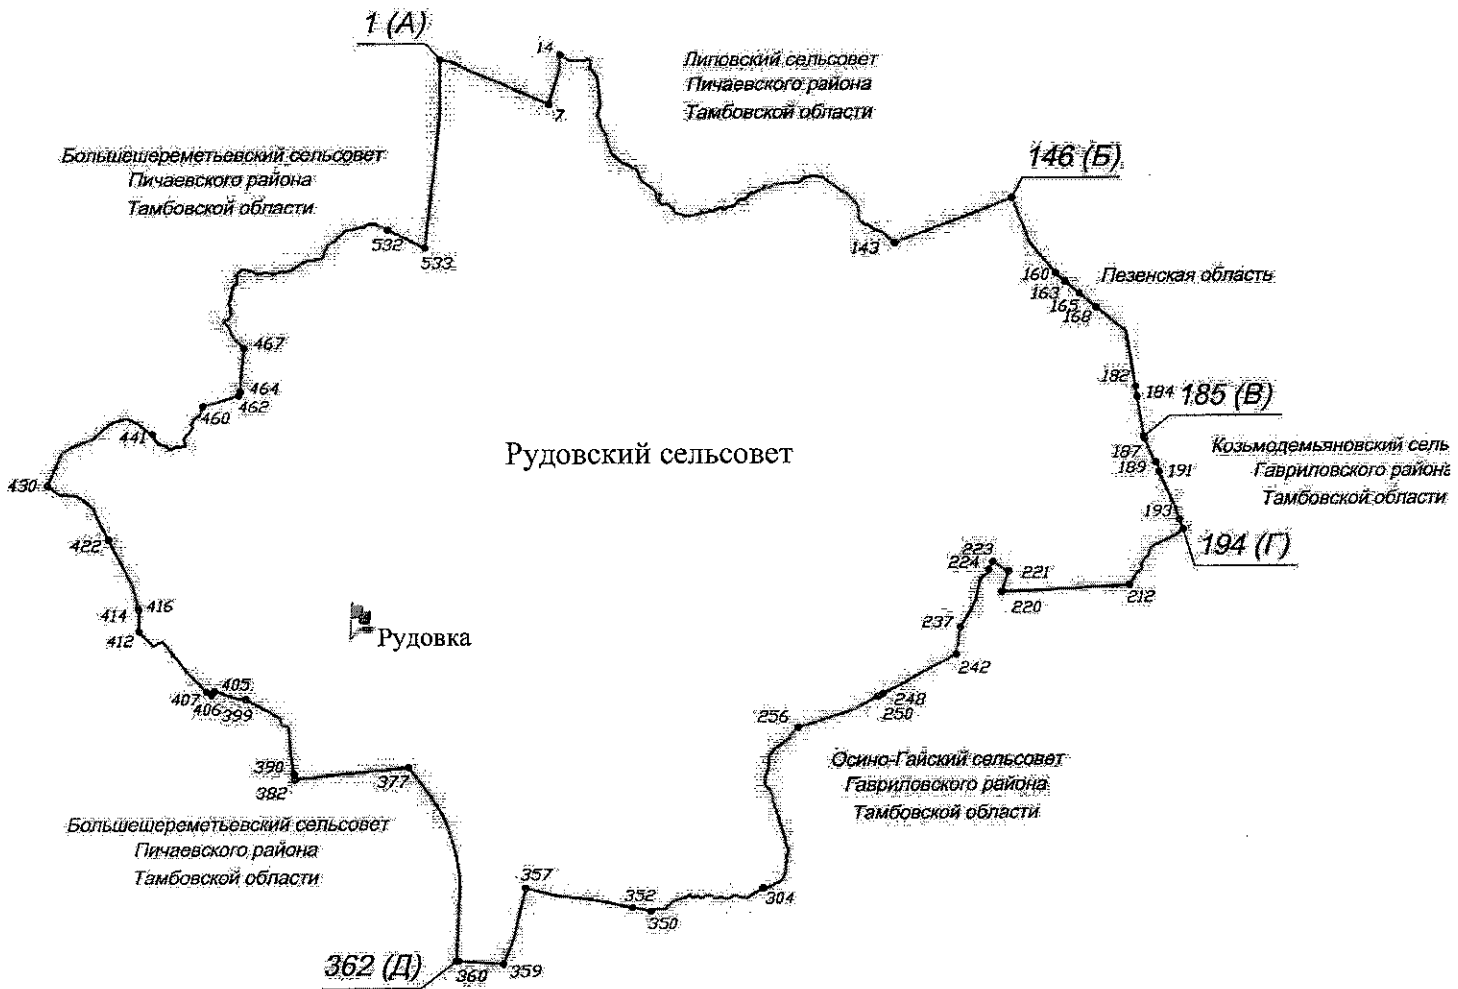 1 (А)
14
7
Липовский сельсовет
Пичаевского района
Тамбовской области
Большешереметьевский сельсовет
Пичаевского района
Тамбовской области
146 (Б)
532
533
143
160
163
165
168
Пезенская область
467
464
462
460
441
430
182
184
185 (В)
187
189
191
Рудовский сельсовет
Козьмодемьяновский сель
Гавриловского района
Тамбовской области
193
194 (Г)
422
416
414
412
223
224
221
220
212
237
242
Рудовка
405
407
406
399
248
250
256
390
382
377
Осино-Гайский сельсовет
Гавриловского района
Тамбовской области
Большешереметьевский сельсовет
Пичаевского района
Тамбовской области
357
352
350
304
362 (Д)
360
359